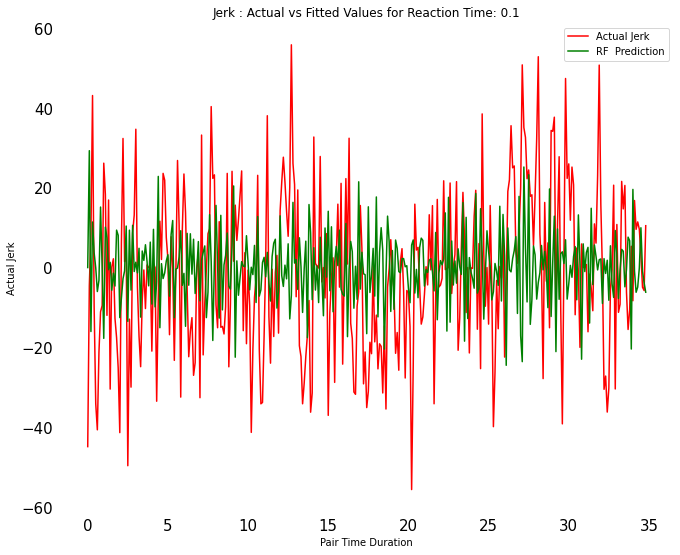 Jerk : Actual vs Fitted Values for Reaction Time: 0.1
Actual Jerk
RF  Prediction
60
40
20
0
−20
−40
−60
Actual Jerk
0 5 10 15 20 25 30 35
Pair Time Duration